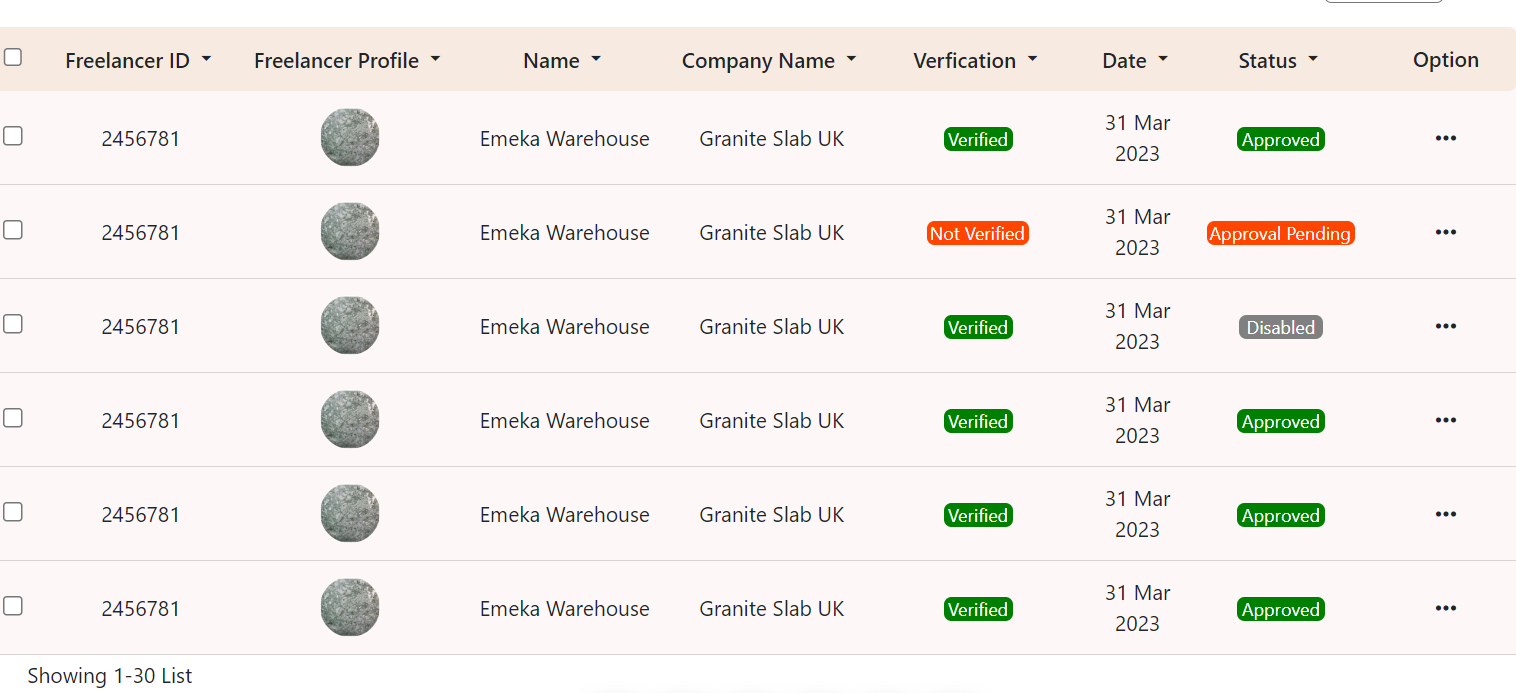 Freelancer ID Freelancer Profile Name Company Name Verfication Date Status Option
2456781 Emeka Warehouse Granite Slab UK Verified 31 Mar 2023 Approved
2456781 Emeka Warehouse Granite Slab UK Not Verified 31 Mar 2023 Approval Pending
2456781 Emeka Warehouse Granite Slab UK Verified 31 Mar 2023 Disabled
2456781 Emeka Warehouse Granite Slab UK Verified 31 Mar 2023 Approved
2456781 Emeka Warehouse Granite Slab UK Verified 31 Mar 2023 Approved
2456781 Emeka Warehouse Granite Slab UK Verified 31 Mar 2023 Approved
Showing 1-30 List